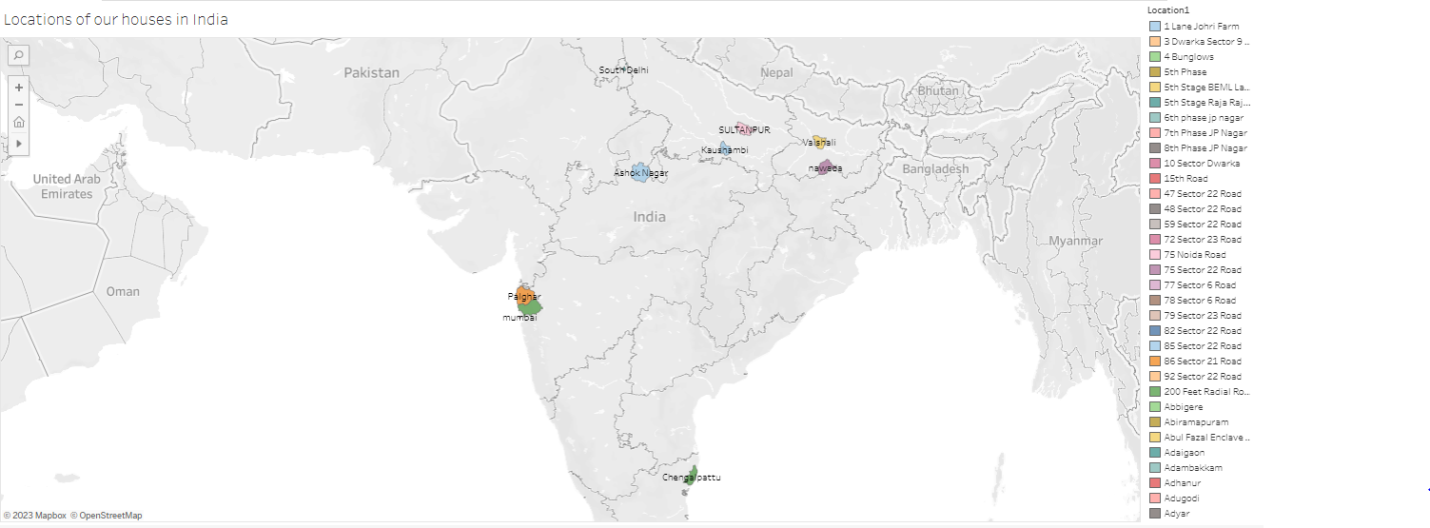 Locations of our houses in India
Pakistan
South Delhi
Nepal
Bhutan
SULTANPUR
Kaushambi
Vaishali
Ashok Nagar
nawada
Bangladesh
United Arab
Emirates
India
Myanmar
Oman
Palghar
mumbai
Chengalpattu
© 2023 Mapbox © OpenStreetMap
Location1
1 Lane Johri Farm
3 Dwarka Sector 9 ..
4 Bunglows
5th Phase
5th Stage BEML La..
5th Stage Raja Raj...
6th phase jp nagar
7th Phase JP Nagar
8th Phase JP Nagar
10 Sector Dwarka
15th Road
47 Sector 22 Road
48 Sector 22 Road
59 Sector 22 Road
72 Sector 23 Road
75 Noida Road
75 Sector 22 Road
77 Sector 6 Road
78 Sector 6 Road
79 Sector 23 Road
82 Sector 22 Road
85 Sector 22 Road
86 Sector 21 Road
92 Sector 22 Road
200 Feet Radial Ro..
Abbigere
Abiramapuram
Abul Fazal Enclave ..
Adaigaon
Adambakkam
Adhanur
Adugodi
Adyar